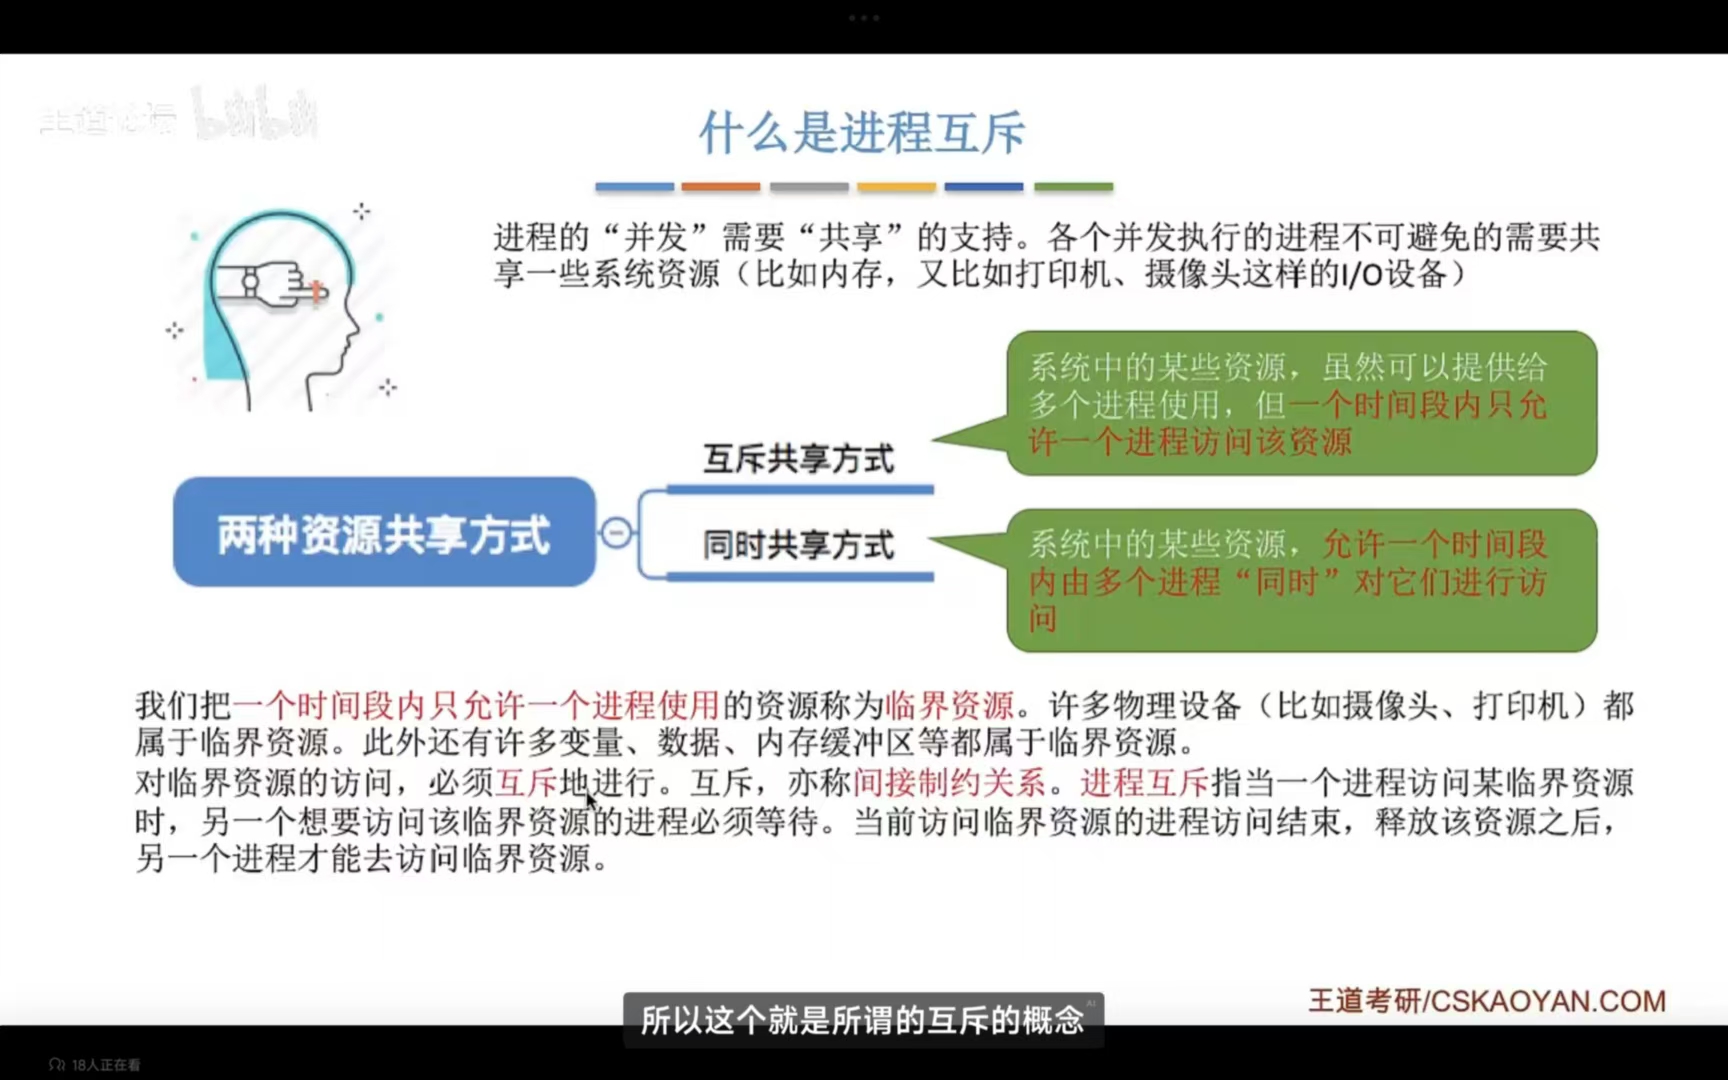 什么是进程互斥
进程的“并发”需要“共享”的支持。各个并发执行的进程不可避免的需要共
享一些系统资源（比如内存，又比如打印机、摄像头这样的I/O设备）
系统中的某些资源，虽然可以提供给
多个进程使用，但一个时间段内只允
许一个进程访问该资源
互斥共享方式
两种资源共享方式
同时共享方式
系统中的某些资源，允许一个时间段
内由多个进程“同时”对它们进行访
问
我们把一个时间段内只允许一个进程使用的资源称为临界资源。许多物理设备（比如摄像头、打印机）都
属于临界资源。此外还有许多变量、数据、内存缓冲区等都属于临界资源。
对临界资源的访问，必须互斥地进行。互斥，亦称间接制约关系。进程互斥指当一个进程访问某临界资源
时，另一个想要访问该临界资源的进程必须等待。当前访问临界资源的进程访问结束，释放该资源之后，
另一个进程才能去访问临界资源。
王道考研/CSKAOYAN.COM
所以这个就是所谓的互斥的概念
AI
18人正在看